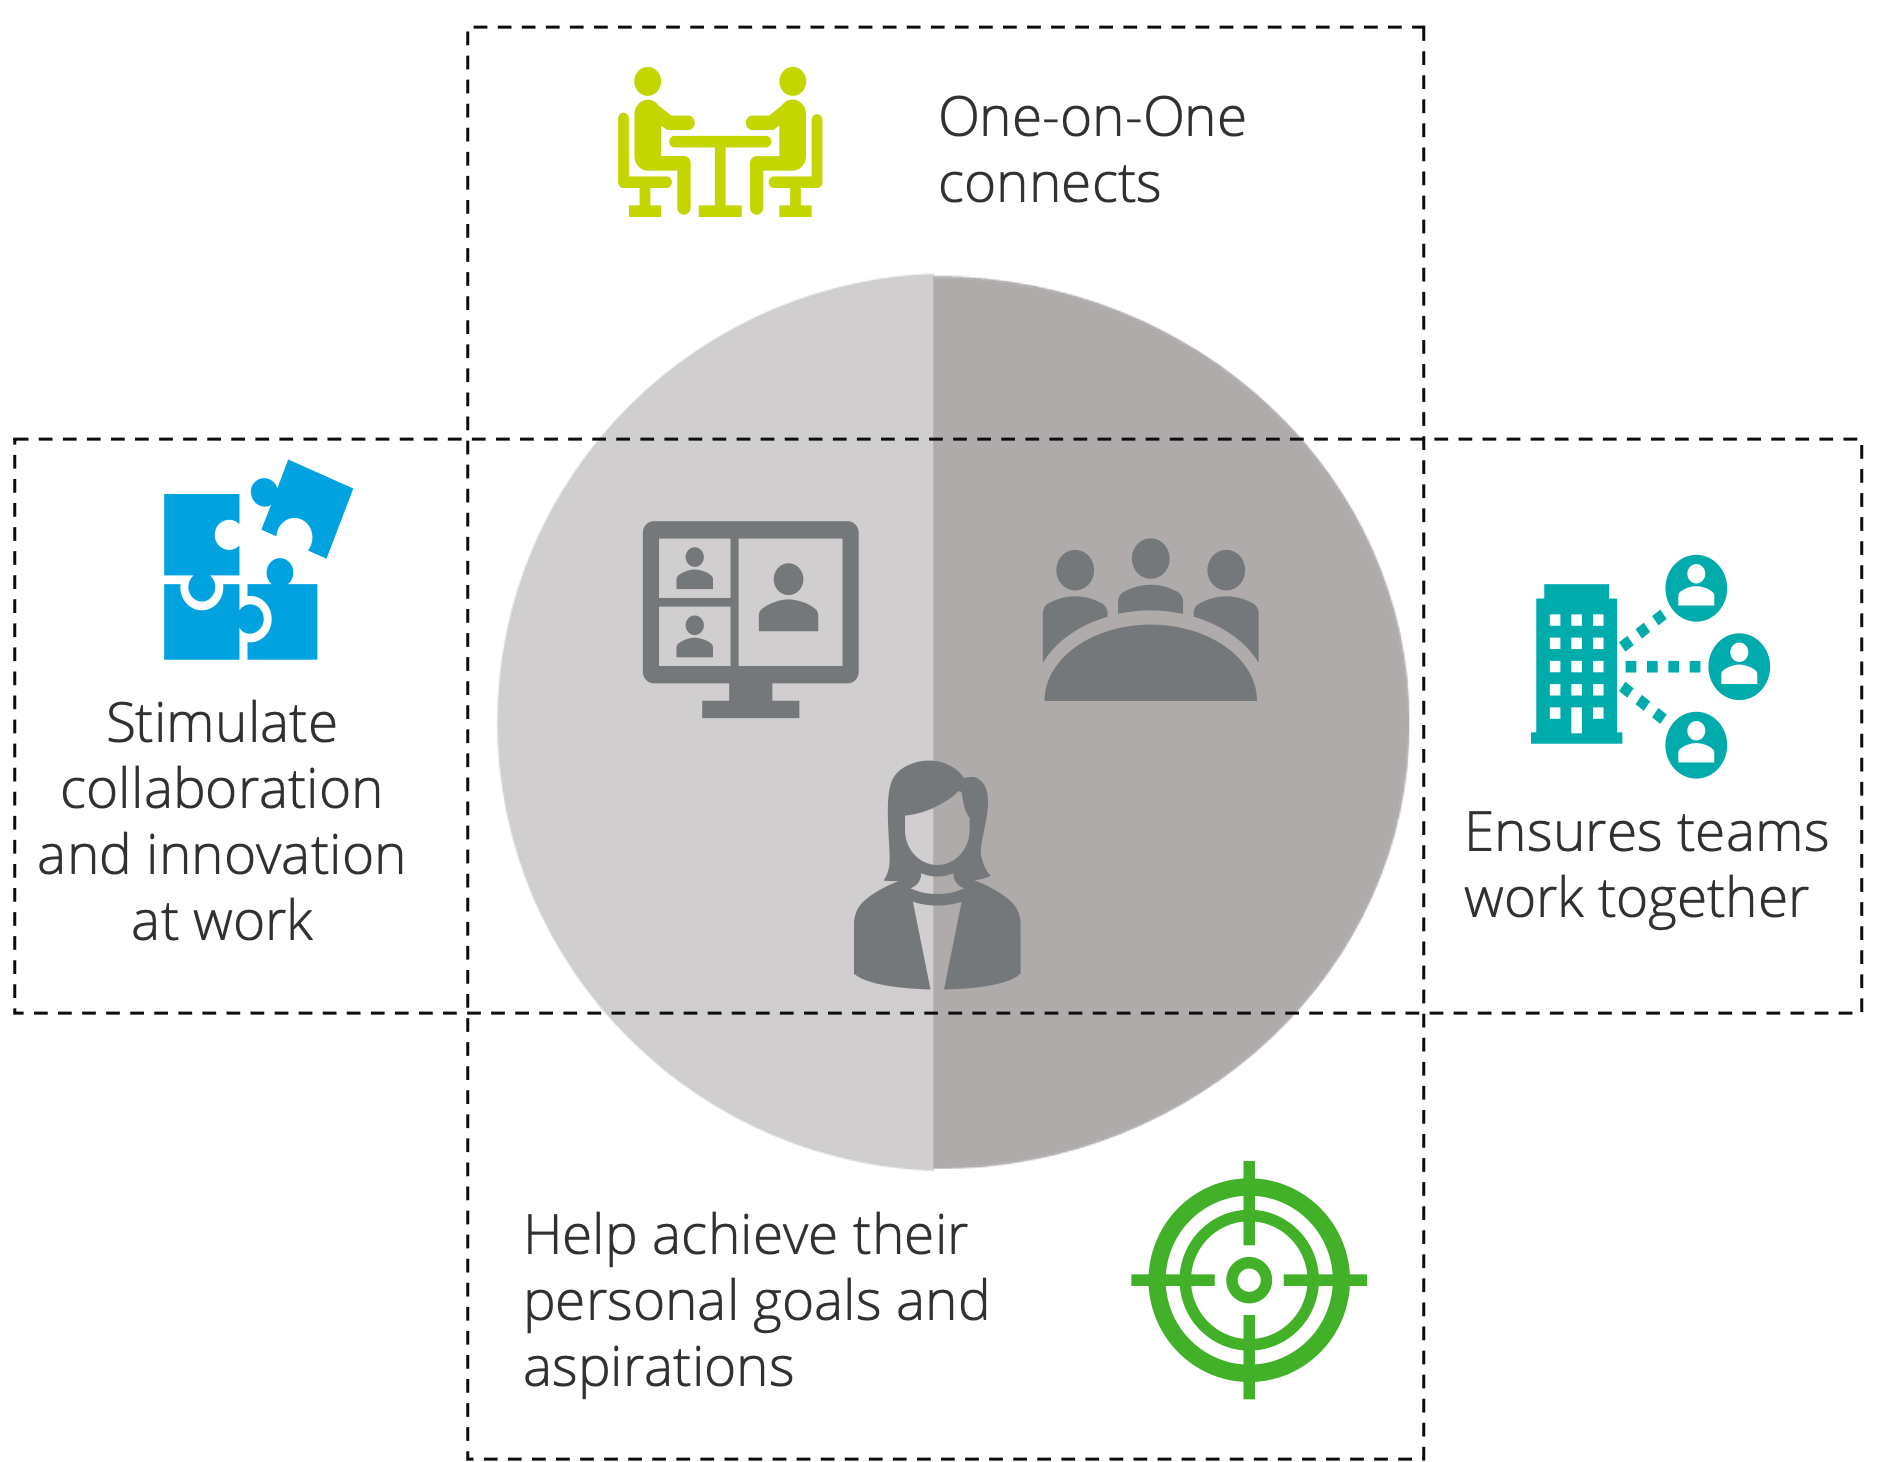 One-on-One
connects
Stimulate
collaboration
and innovation
at work
Ensures teams
work together
Help achieve their
personal goals and
aspirations